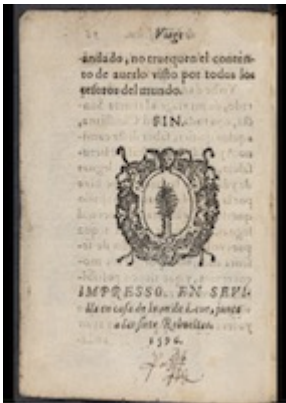 Viage
andado, no trueque el conten-
to de auerlo visto por todos los
tesoros del mundo.
FIN.
IMPRESSO. EN SEVI-
lla en casa de Iuan de Leon, junto
a las siete Rebueltas.
1596.